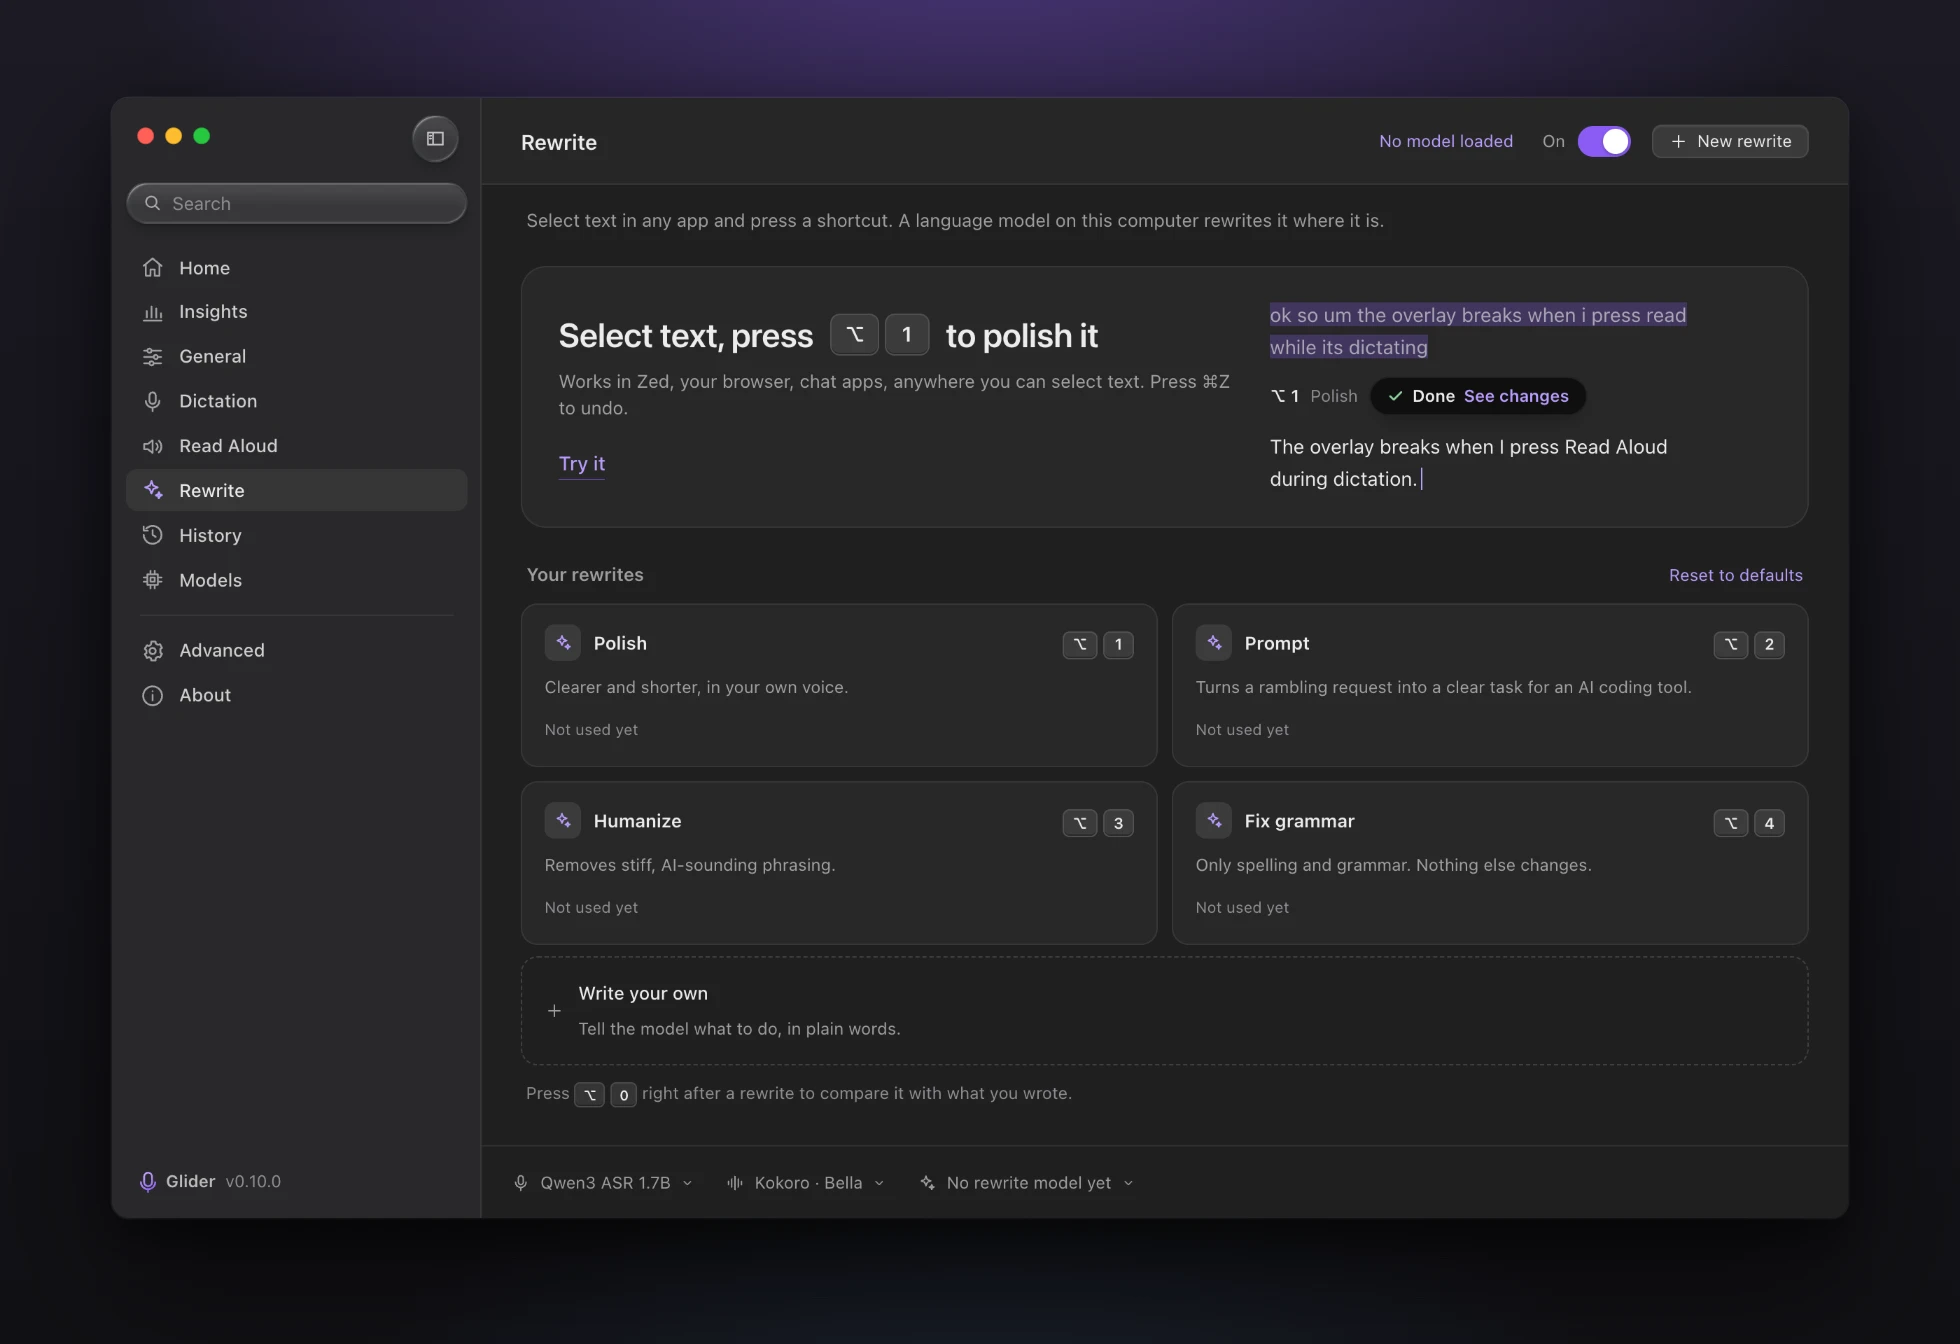 Search
Home
Insights
General
Dictation
Read Aloud
Rewrite
History
Models
Advanced
About
Glider v0.10.0
Rewrite
No model loaded
On
New rewrite
Select text in any app and press a shortcut. A language model on this computer rewrites it where it is.
Select text, press ⌥ 1 to polish it
Works in Zed, your browser, chat apps, anywhere you can select text. Press ⌘Z
to undo.
Try it
ok so um the overlay breaks when i press read
while its dictating
⌥ 1 Polish Done See changes
The overlay breaks when I press Read Aloud
during dictation.
Your rewrites
Reset to defaults
Polish ⌥ 1
Clearer and shorter, in your own voice.
Not used yet
Prompt ⌥ 2
Turns a rambling request into a clear task for an AI coding tool.
Not used yet
Humanize ⌥ 3
Removes stiff, AI-sounding phrasing.
Not used yet
Fix grammar ⌥ 4
Only spelling and grammar. Nothing else changes.
Not used yet
Write your own
Tell the model what to do, in plain words.
Press ⌥ 0 right after a rewrite to compare it with what you wrote.
Qwen3 ASR 1.7B
Kokoro · Bella
No rewrite model yet